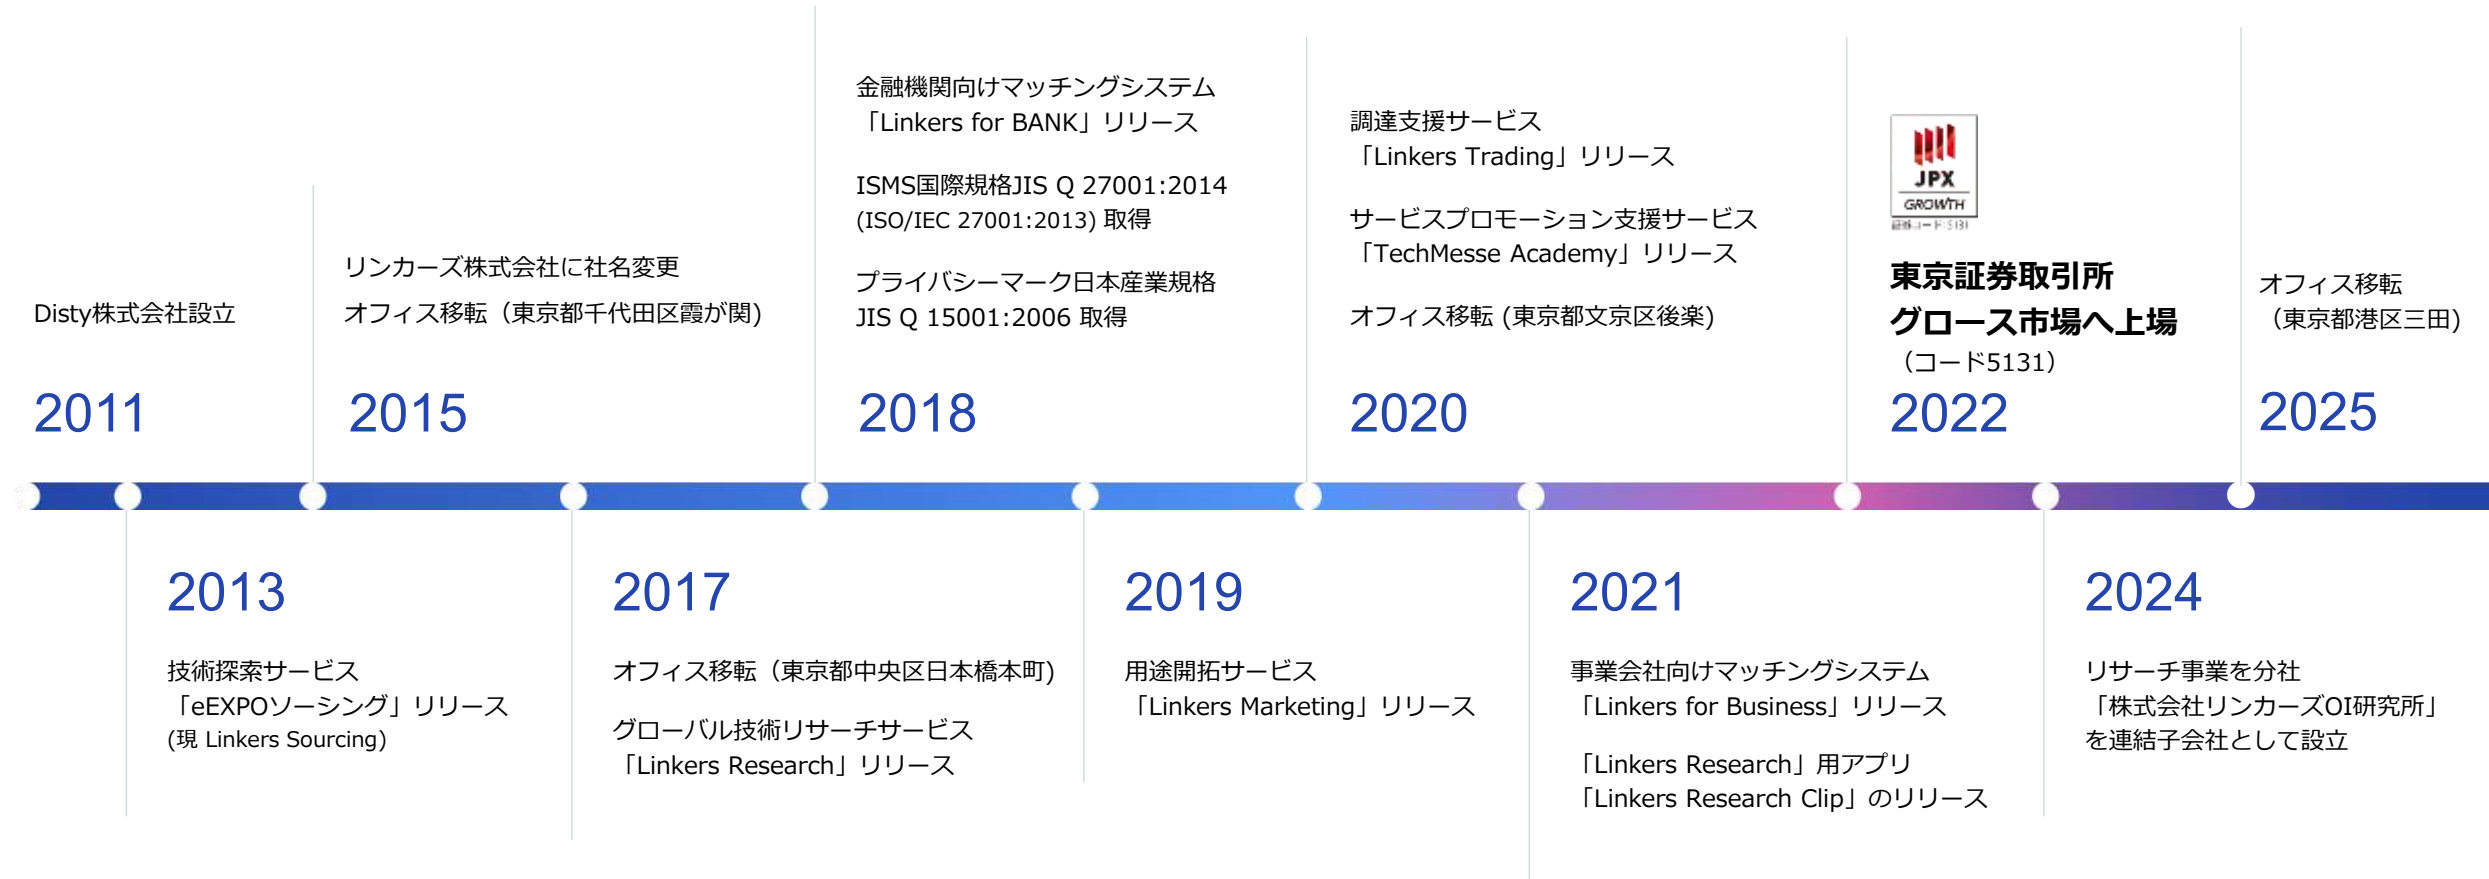 Disty株式会社設立
2011
2013
技術探索サービス
「eEXPOソーシング」リリース
(現 Linkers Sourcing)
リンカーズ株式会社に社名変更
オフィス移転（東京都千代田区霞が関)
2015
2017
オフィス移転（東京都中央区日本橋本町)
グローバル技術リサーチサービス
「Linkers Research」リリース
金融機関向けマッチングシステム
「Linkers for BANK」リリース
ISMS国際規格JIS Q 27001:2014
(ISO/IEC 27001:2013) 取得
プライバシーマーク日本産業規格
JIS Q 15001:2006 取得
2018
2019
用途開拓サービス
「Linkers Marketing」リリース
調達支援サービス
「Linkers Trading」リリース
サービスプロモーション支援サービス
「TechMesse Academy」リリース
オフィス移転 (東京都文京区後楽)
2020
2021
事業会社向けマッチングシステム
「Linkers for Business」リリース
「Linkers Research」用アプリ
「Linkers Research Clip」のリリース
JPX
GROWTH
証券コード:5131
東京証券取引所
グロース市場へ上場
（コード5131）
2022
2024
リサーチ事業を分社
「株式会社リンカーズOI研究所」
を連結子会社として設立
オフィス移転
（東京都港区三田)
2025